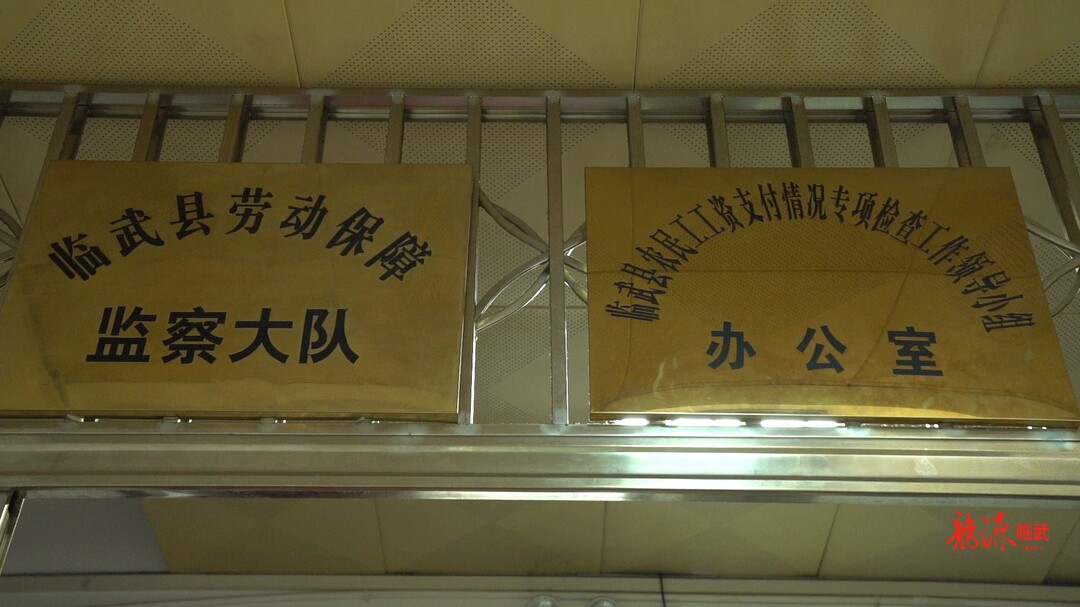 临武县劳动保障
监察大队
临武县农民工工资支付情况专项检查工作领导小组
办公室
临武